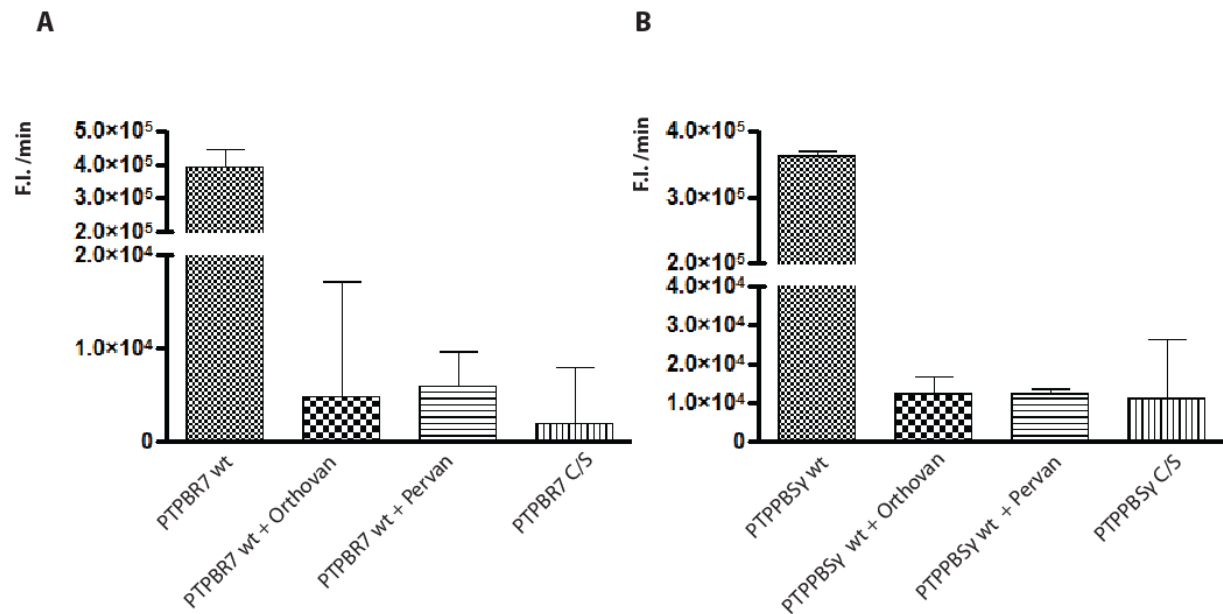 A
F.I. /min
5.0×10⁵
4.0×10⁵
3.0×10⁵
2.0×10⁵
2.0×10⁴
1.0×10⁴
0
PTPBR7 wt
PTPBR7 wt + Orthovan
PTPBR7 wt + Pervan
PTPBR7 C/S
B
F.I. /min
4.0×10⁵
3.0×10⁵
2.0×10⁵
4.0×10⁴
3.0×10⁴
2.0×10⁴
1.0×10⁴
0
PTPPBSγ wt
PTPPBSγ wt + Orthovan
PTPPBSγ wt + Pervan
PTPPBSγ C/S